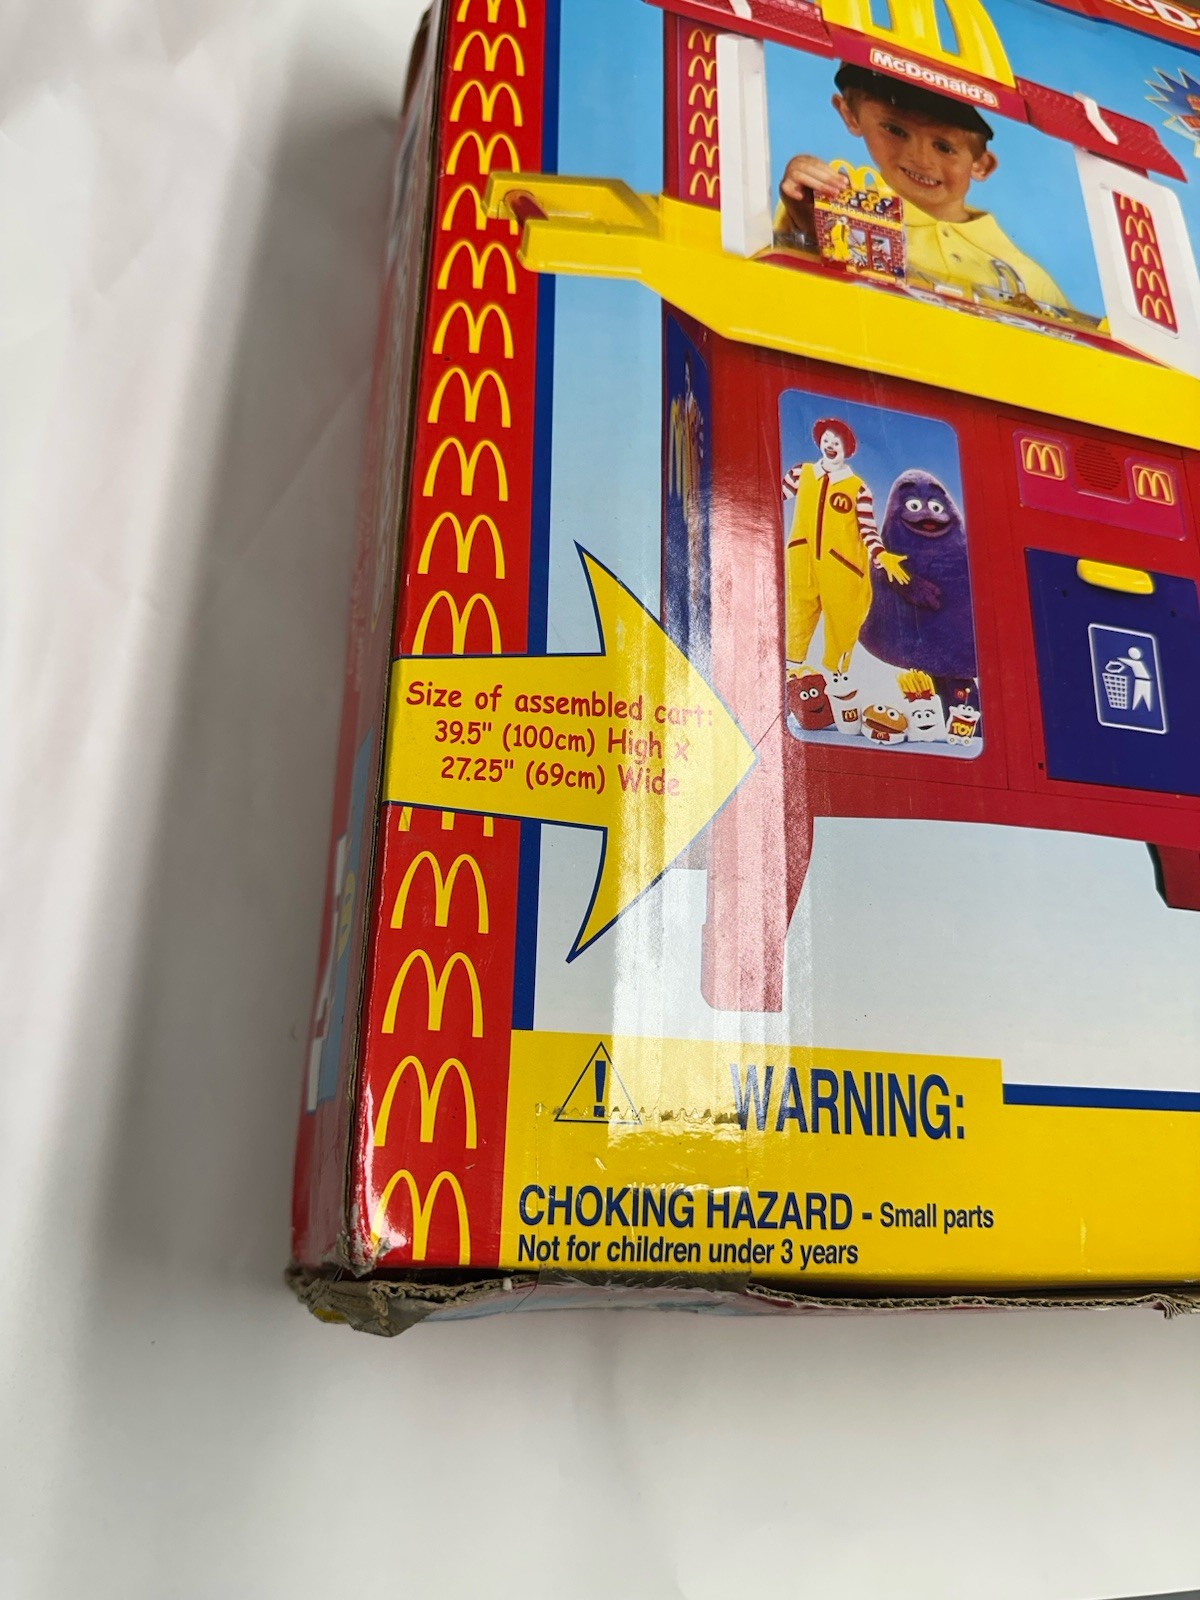 McDonald's
Size of assembled cart:
39.5" (100cm) High x
27.25" (69cm) Wide
TOY
WARNING:
CHOKING HAZARD - Small parts
Not for children under 3 years